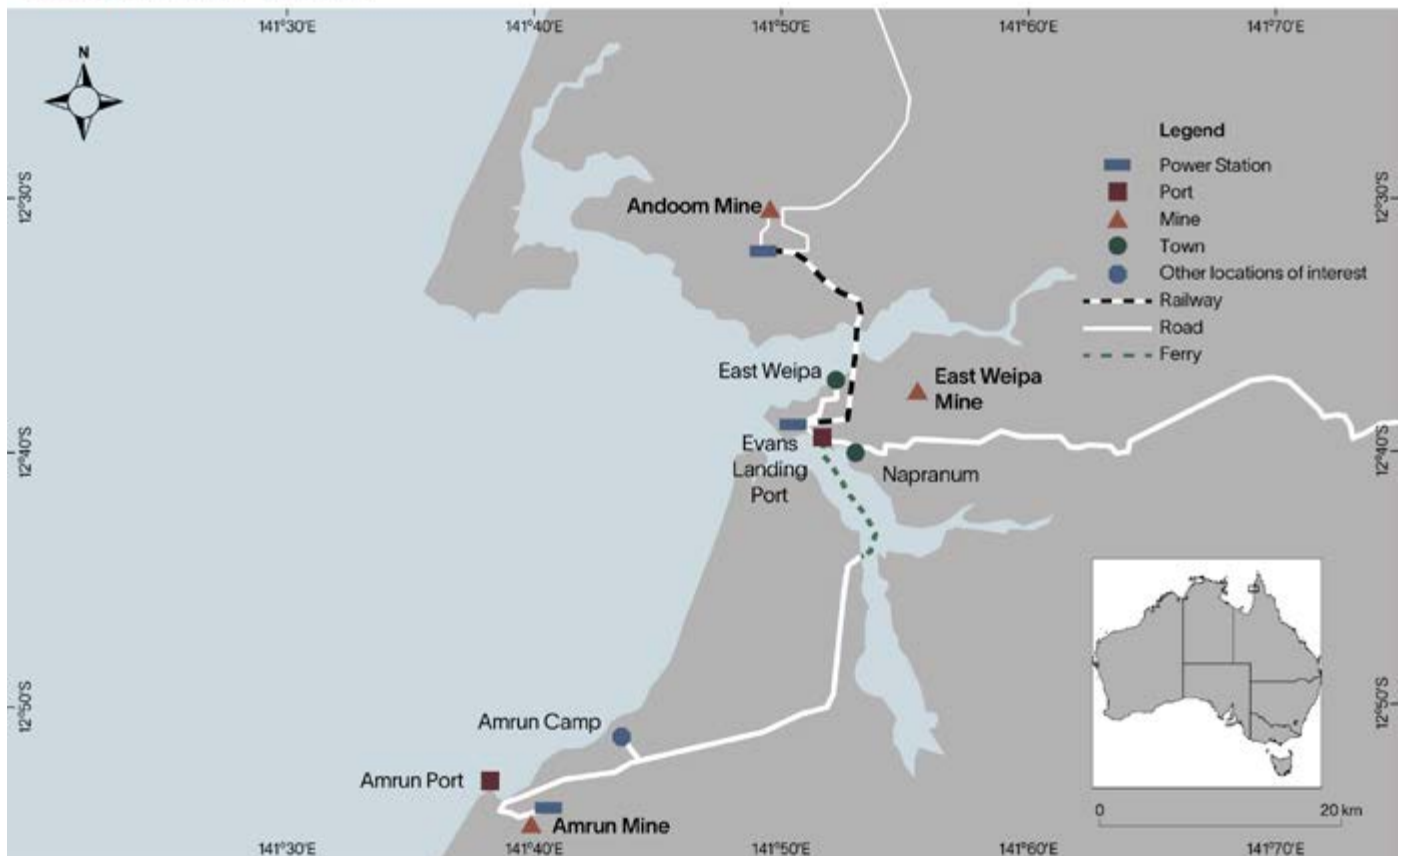 141°30'E 141°40'E 141°50'E 141°60'E 141°70'E
N
Legend
Power Station
Port
Mine
Town
Other locations of interest
Railway
Road
Ferry
12°30'S
12°30'S
Andoom Mine
East Weipa
East Weipa
Mine
12°40'S
12°40'S
Evans
Landing
Port
Napranum
12°50'S
12°50'S
Amrun Camp
Amrun Port
Amrun Mine
0 20 km
141°30'E 141°40'E 141°50'E 141°60'E 141°70'E